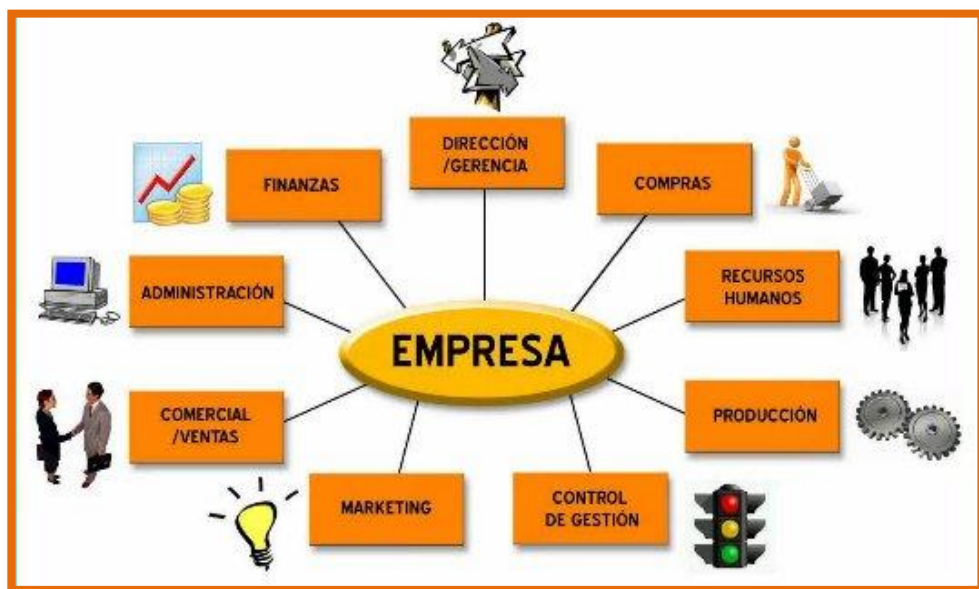 DIRECCIÓN
/GERENCIA
FINANZAS
COMPRAS
ADMINISTRACIÓN
RECURSOS
HUMANOS
EMPRESA
COMERCIAL
/VENTAS
PRODUCCIÓN
MARKETING
CONTROL
DE GESTIÓN